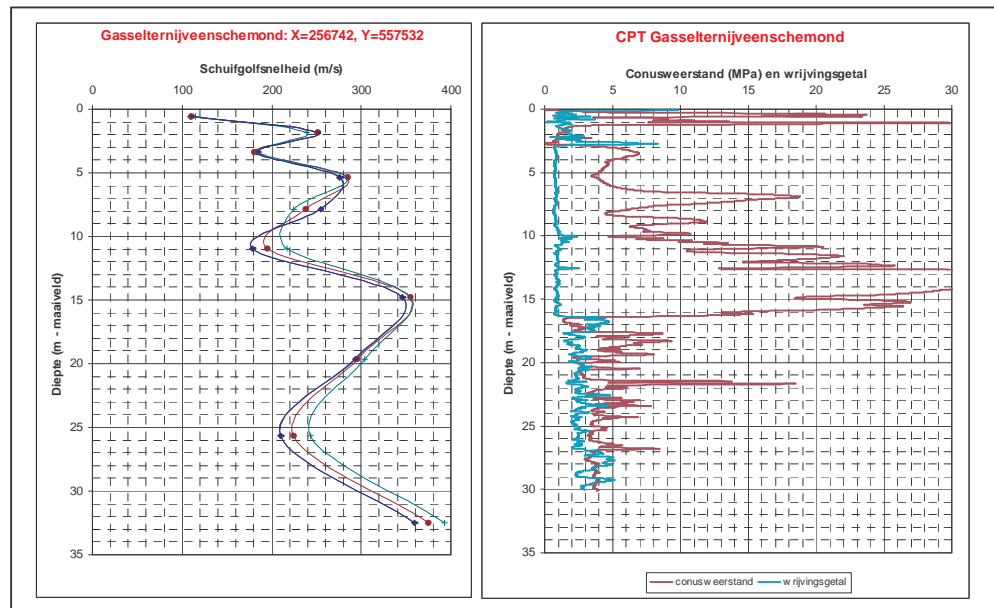 Gasselternijveenschemond: X=256742, Y=557532
Schuifgolfsnelheid (m/s)
0 100 200 300 400
0
5
10
15
20
25
30
35
Diepte (m - maaiveld)
CPT Gasselternijveenschemond
Conusweerstand (MPa) en wrijvingsgetal
0 5 10 15 20 25 30
0
5
10
15
20
25
30
35
Diepte (m - maaiveld)
conusweerstand wrijvingsgetal